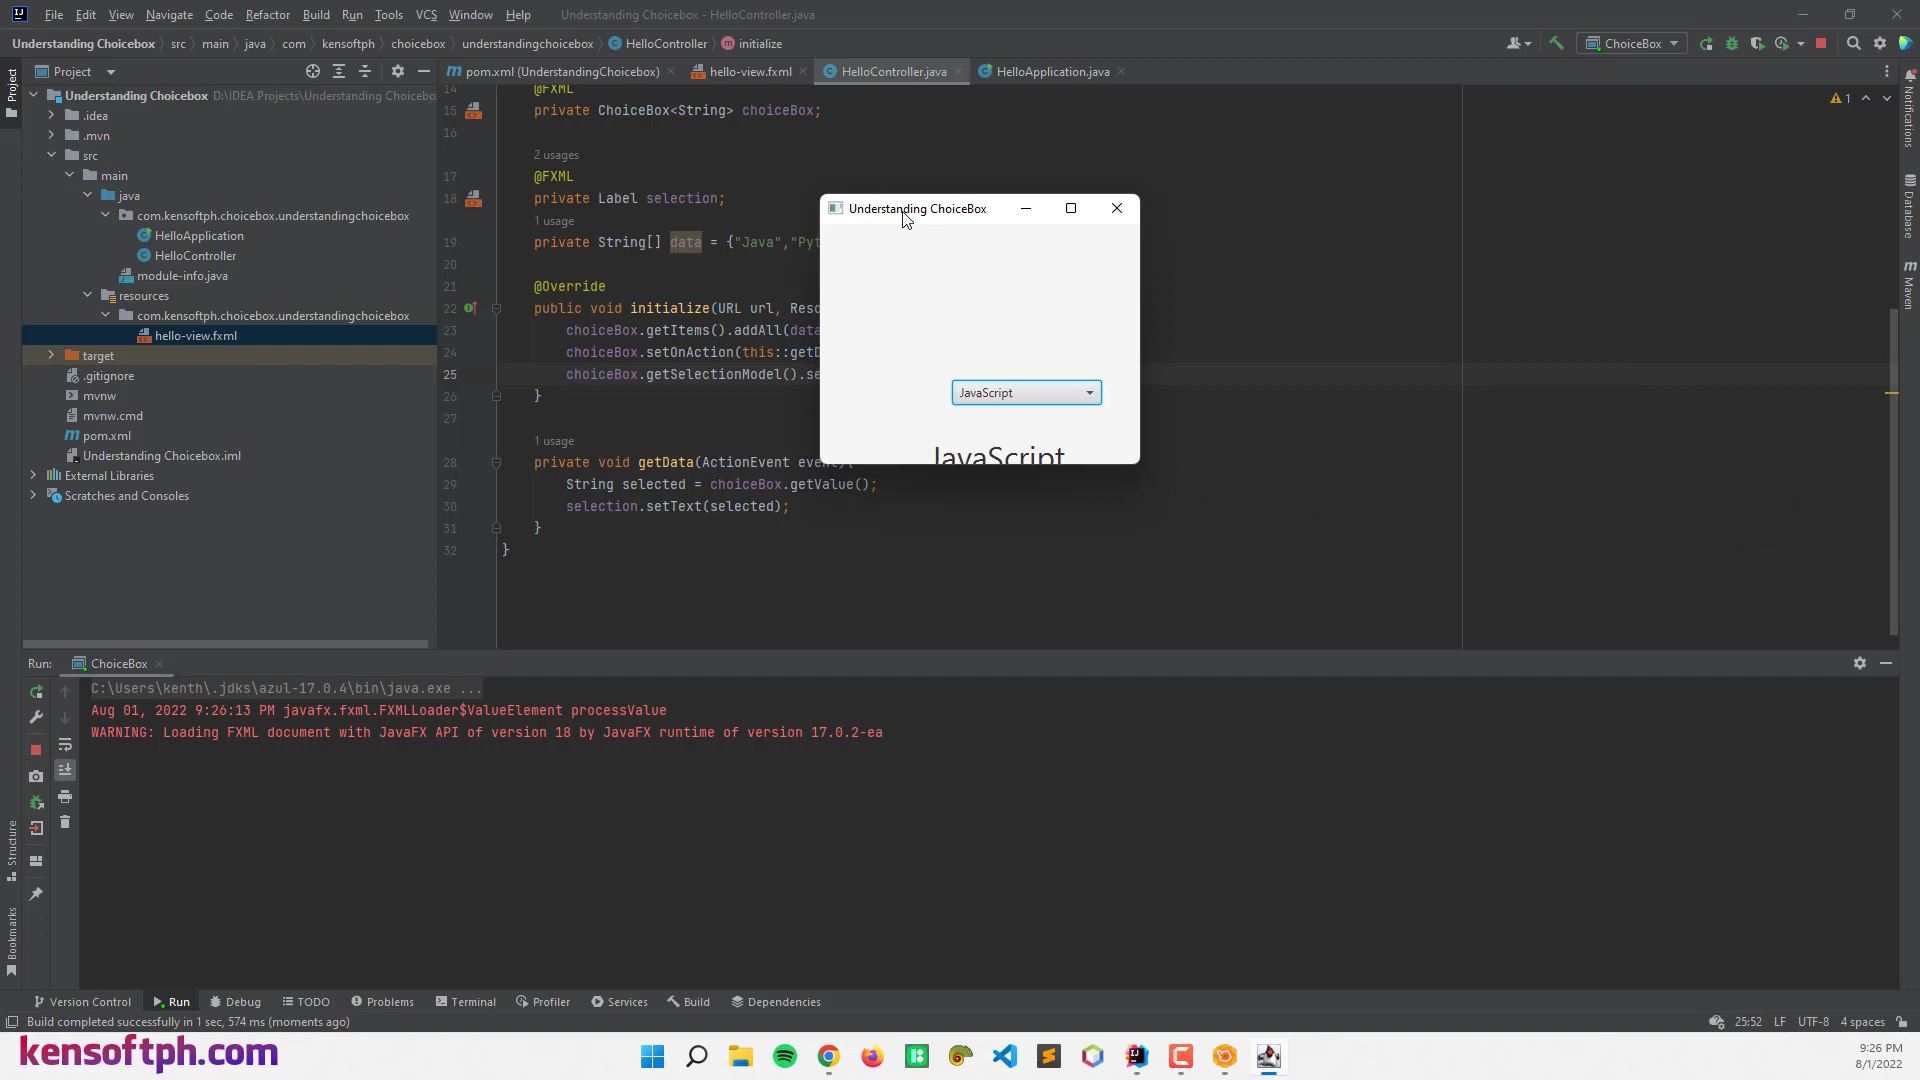 File Edit View Navigate Code Refactor Build Run Tools VCS Window Help Understanding Choicebox - HelloController.java
Understanding Choicebox src main java com kensoftph choicebox understandingchoicebox HelloController initialize ChoiceBox
Project
Project
pom.xml (UnderstandingChoicebox) hello-view.fxml HelloController.java HelloApplication.java
Understanding Choicebox D:\IDEA Projects\Understanding Choicebo
.idea
.mvn
src
main
java
com.kensoftph.choicebox.understandingchoicebox
HelloApplication
HelloController
module-info.java
resources
com.kensoftph.choicebox.understandingchoicebox
hello-view.fxml
target
.gitignore
mvnw
mvnw.cmd
pom.xml
Understanding Choicebox.iml
External Libraries
Scratches and Consoles
14 @FXML
15 private ChoiceBox<String> choiceBox;
16
2 usages
17 @FXML
18 private Label selection;
1 usage
19 private String[] data = {"Java","Pyt
20
21 @Override
22 public void initialize(URL url, Reso
23 choiceBox.getItems().addAll(data
24 choiceBox.setOnAction(this::getD
25 choiceBox.getSelectionModel().se
26 }
27
1 usage
28 private void getData(ActionEvent event){
29 String selected = choiceBox.getValue();
30 selection.setText(selected);
31 }
32 }
1
Understanding ChoiceBox
JavaScript
JavaScript
Notifications
Database
Maven
Run: ChoiceBox
C:\Users\kenth\.jdks\azul-17.0.4\bin\java.exe ...
Aug 01, 2022 9:26:13 PM javafx.fxml.FXMLLoader$ValueElement processValue
WARNING: Loading FXML document with JavaFX API of version 18 by JavaFX runtime of version 17.0.2-ea
Structure
Bookmarks
Version Control Run Debug TODO Problems Terminal Profiler Services Build Dependencies
Build completed successfully in 1 sec, 574 ms (moments ago) 25:52 LF UTF-8 4 spaces
kensoftph.com
9:26 PM
8/1/2022